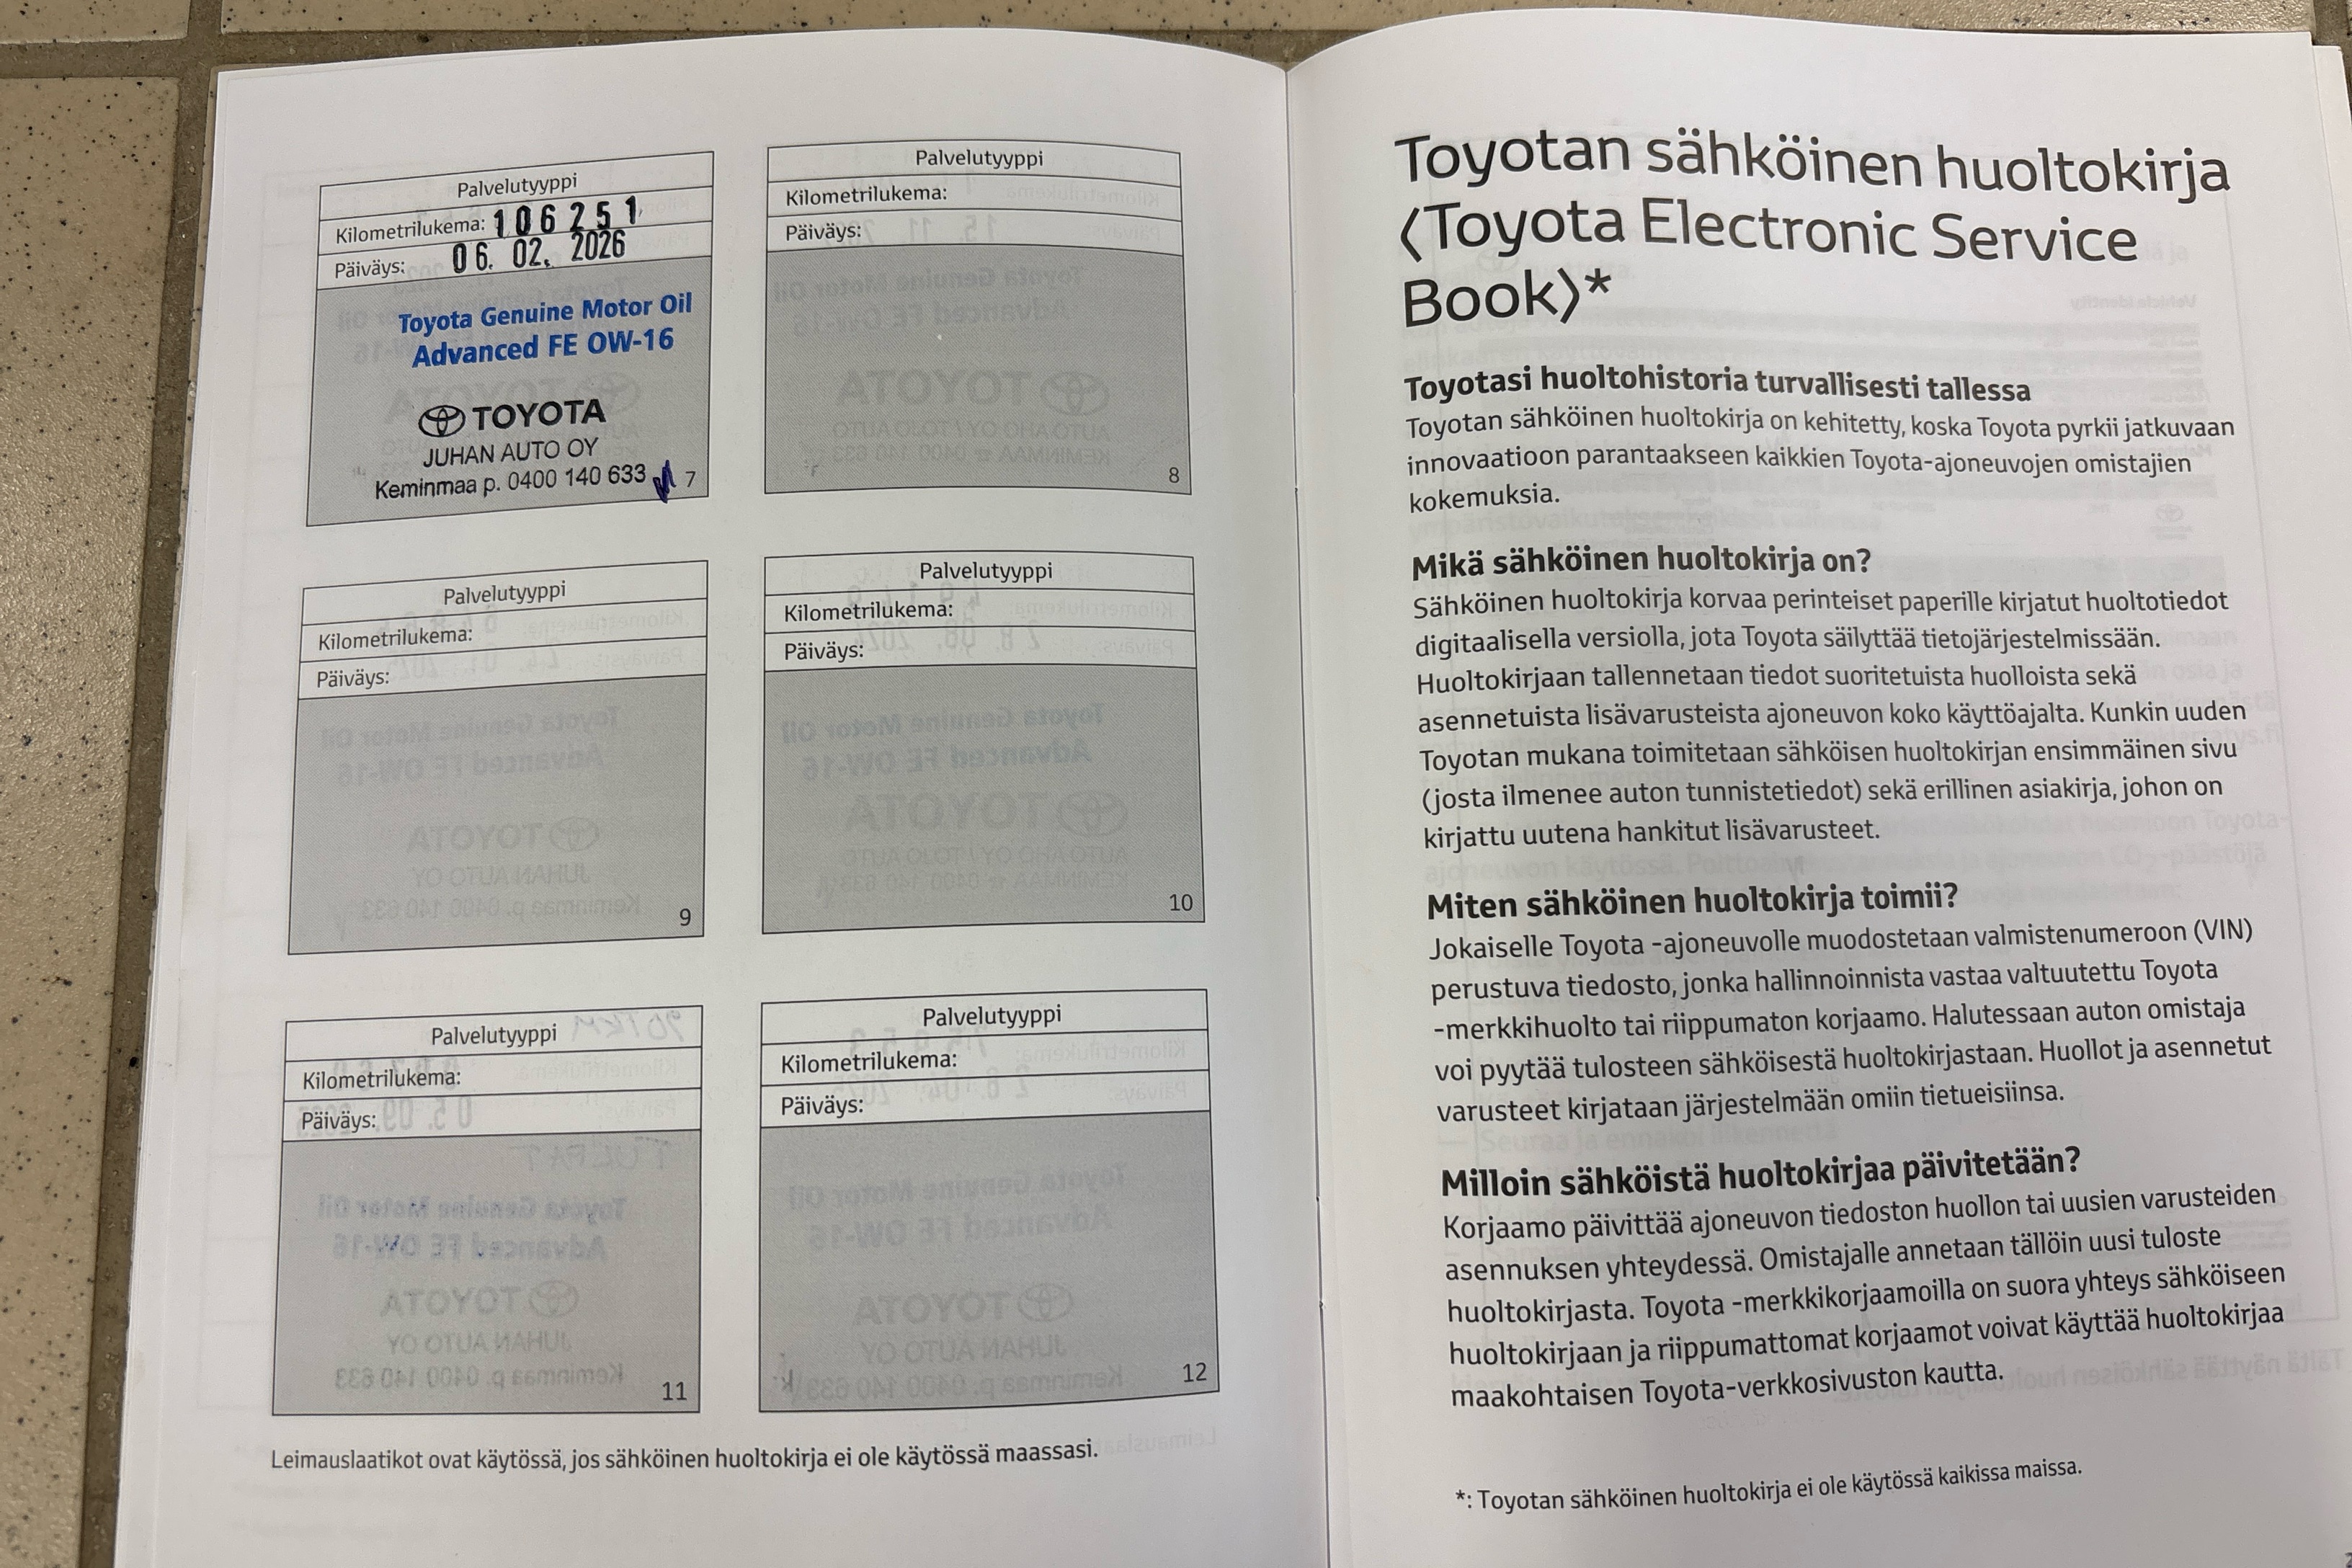 Palvelutyyppi
Kilometrilukema: 106 251
Päiväys: 06. 02. 2026
Toyota Genuine Motor Oil
Advanced FE OW-16
TOYOTA
JUHAN AUTO OY
Keminmaa p. 0400 140 633
7
Palvelutyyppi
Kilometrilukema:
Päiväys:
8
Palvelutyyppi
Kilometrilukema:
Päiväys:
9
Palvelutyyppi
Kilometrilukema:
Päiväys:
10
Palvelutyyppi
Kilometrilukema:
Päiväys:
11
Palvelutyyppi
Kilometrilukema:
Päiväys:
12
Leimauslaatikot ovat käytössä, jos sähköinen huoltokirja ei ole käytössä maassasi.
Toyotan sähköinen huoltokirja
〈Toyota Electronic Service
Book〉*
Toyotasi huoltohistoria turvallisesti tallessa
Toyotan sähköinen huoltokirja on kehitetty, koska Toyota pyrkii jatkuvaan
innovaatioon parantaakseen kaikkien Toyota-ajoneuvojen omistajien
kokemuksia.
Mikä sähköinen huoltokirja on?
Sähköinen huoltokirja korvaa perinteiset paperille kirjatut huoltotiedot
digitaalisella versiolla, jota Toyota säilyttää tietojärjestelmissään.
Huoltokirjaan tallennetaan tiedot suoritetuista huolloista sekä
asennetuista lisävarusteista ajoneuvon koko käyttöajalta. Kunkin uuden
Toyotan mukana toimitetaan sähköisen huoltokirjan ensimmäinen sivu
(josta ilmenee auton tunnistetiedot) sekä erillinen asiakirja, johon on
kirjattu uutena hankitut lisävarusteet.
Miten sähköinen huoltokirja toimii?
Jokaiselle Toyota -ajoneuvolle muodostetaan valmistenumeroon (VIN)
perustuva tiedosto, jonka hallinnoinnista vastaa valtuutettu Toyota
-merkkihuolto tai riippumaton korjaamo. Halutessaan auton omistaja
voi pyytää tulosteen sähköisestä huoltokirjastaan. Huollot ja asennetut
varusteet kirjataan järjestelmään omiin tietueisiinsa.
Milloin sähköistä huoltokirjaa päivitetään?
Korjaamo päivittää ajoneuvon tiedoston huollon tai uusien varusteiden
asennuksen yhteydessä. Omistajalle annetaan tällöin uusi tuloste
huoltokirjasta. Toyota -merkkikorjaamoilla on suora yhteys sähköiseen
huoltokirjaan ja riippumattomat korjaamot voivat käyttää huoltokirjaa
maakohtaisen Toyota-verkkosivuston kautta.
*: Toyotan sähköinen huoltokirja ei ole käytössä kaikissa maissa.